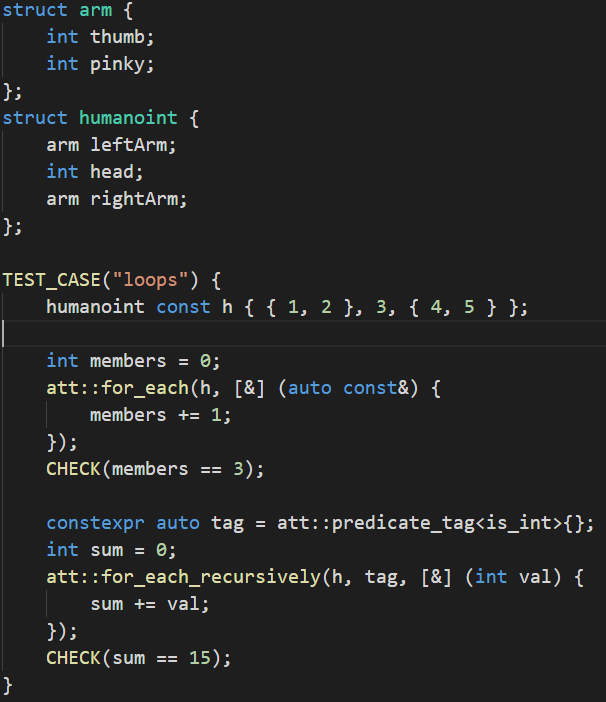 struct arm {
    int thumb;
    int pinky;
};
struct humanoint {
    arm leftArm;
    int head;
    arm rightArm;
};

TEST_CASE("loops") {
    humanoint const h { { 1, 2 }, 3, { 4, 5 } };

    int members = 0;
    att::for_each(h, [&] (auto const&) {
        members += 1;
    });
    CHECK(members == 3);

    constexpr auto tag = att::predicate_tag<is_int>{};
    int sum = 0;
    att::for_each_recursively(h, tag, [&] (int val) {
        sum += val;
    });
    CHECK(sum == 15);
}